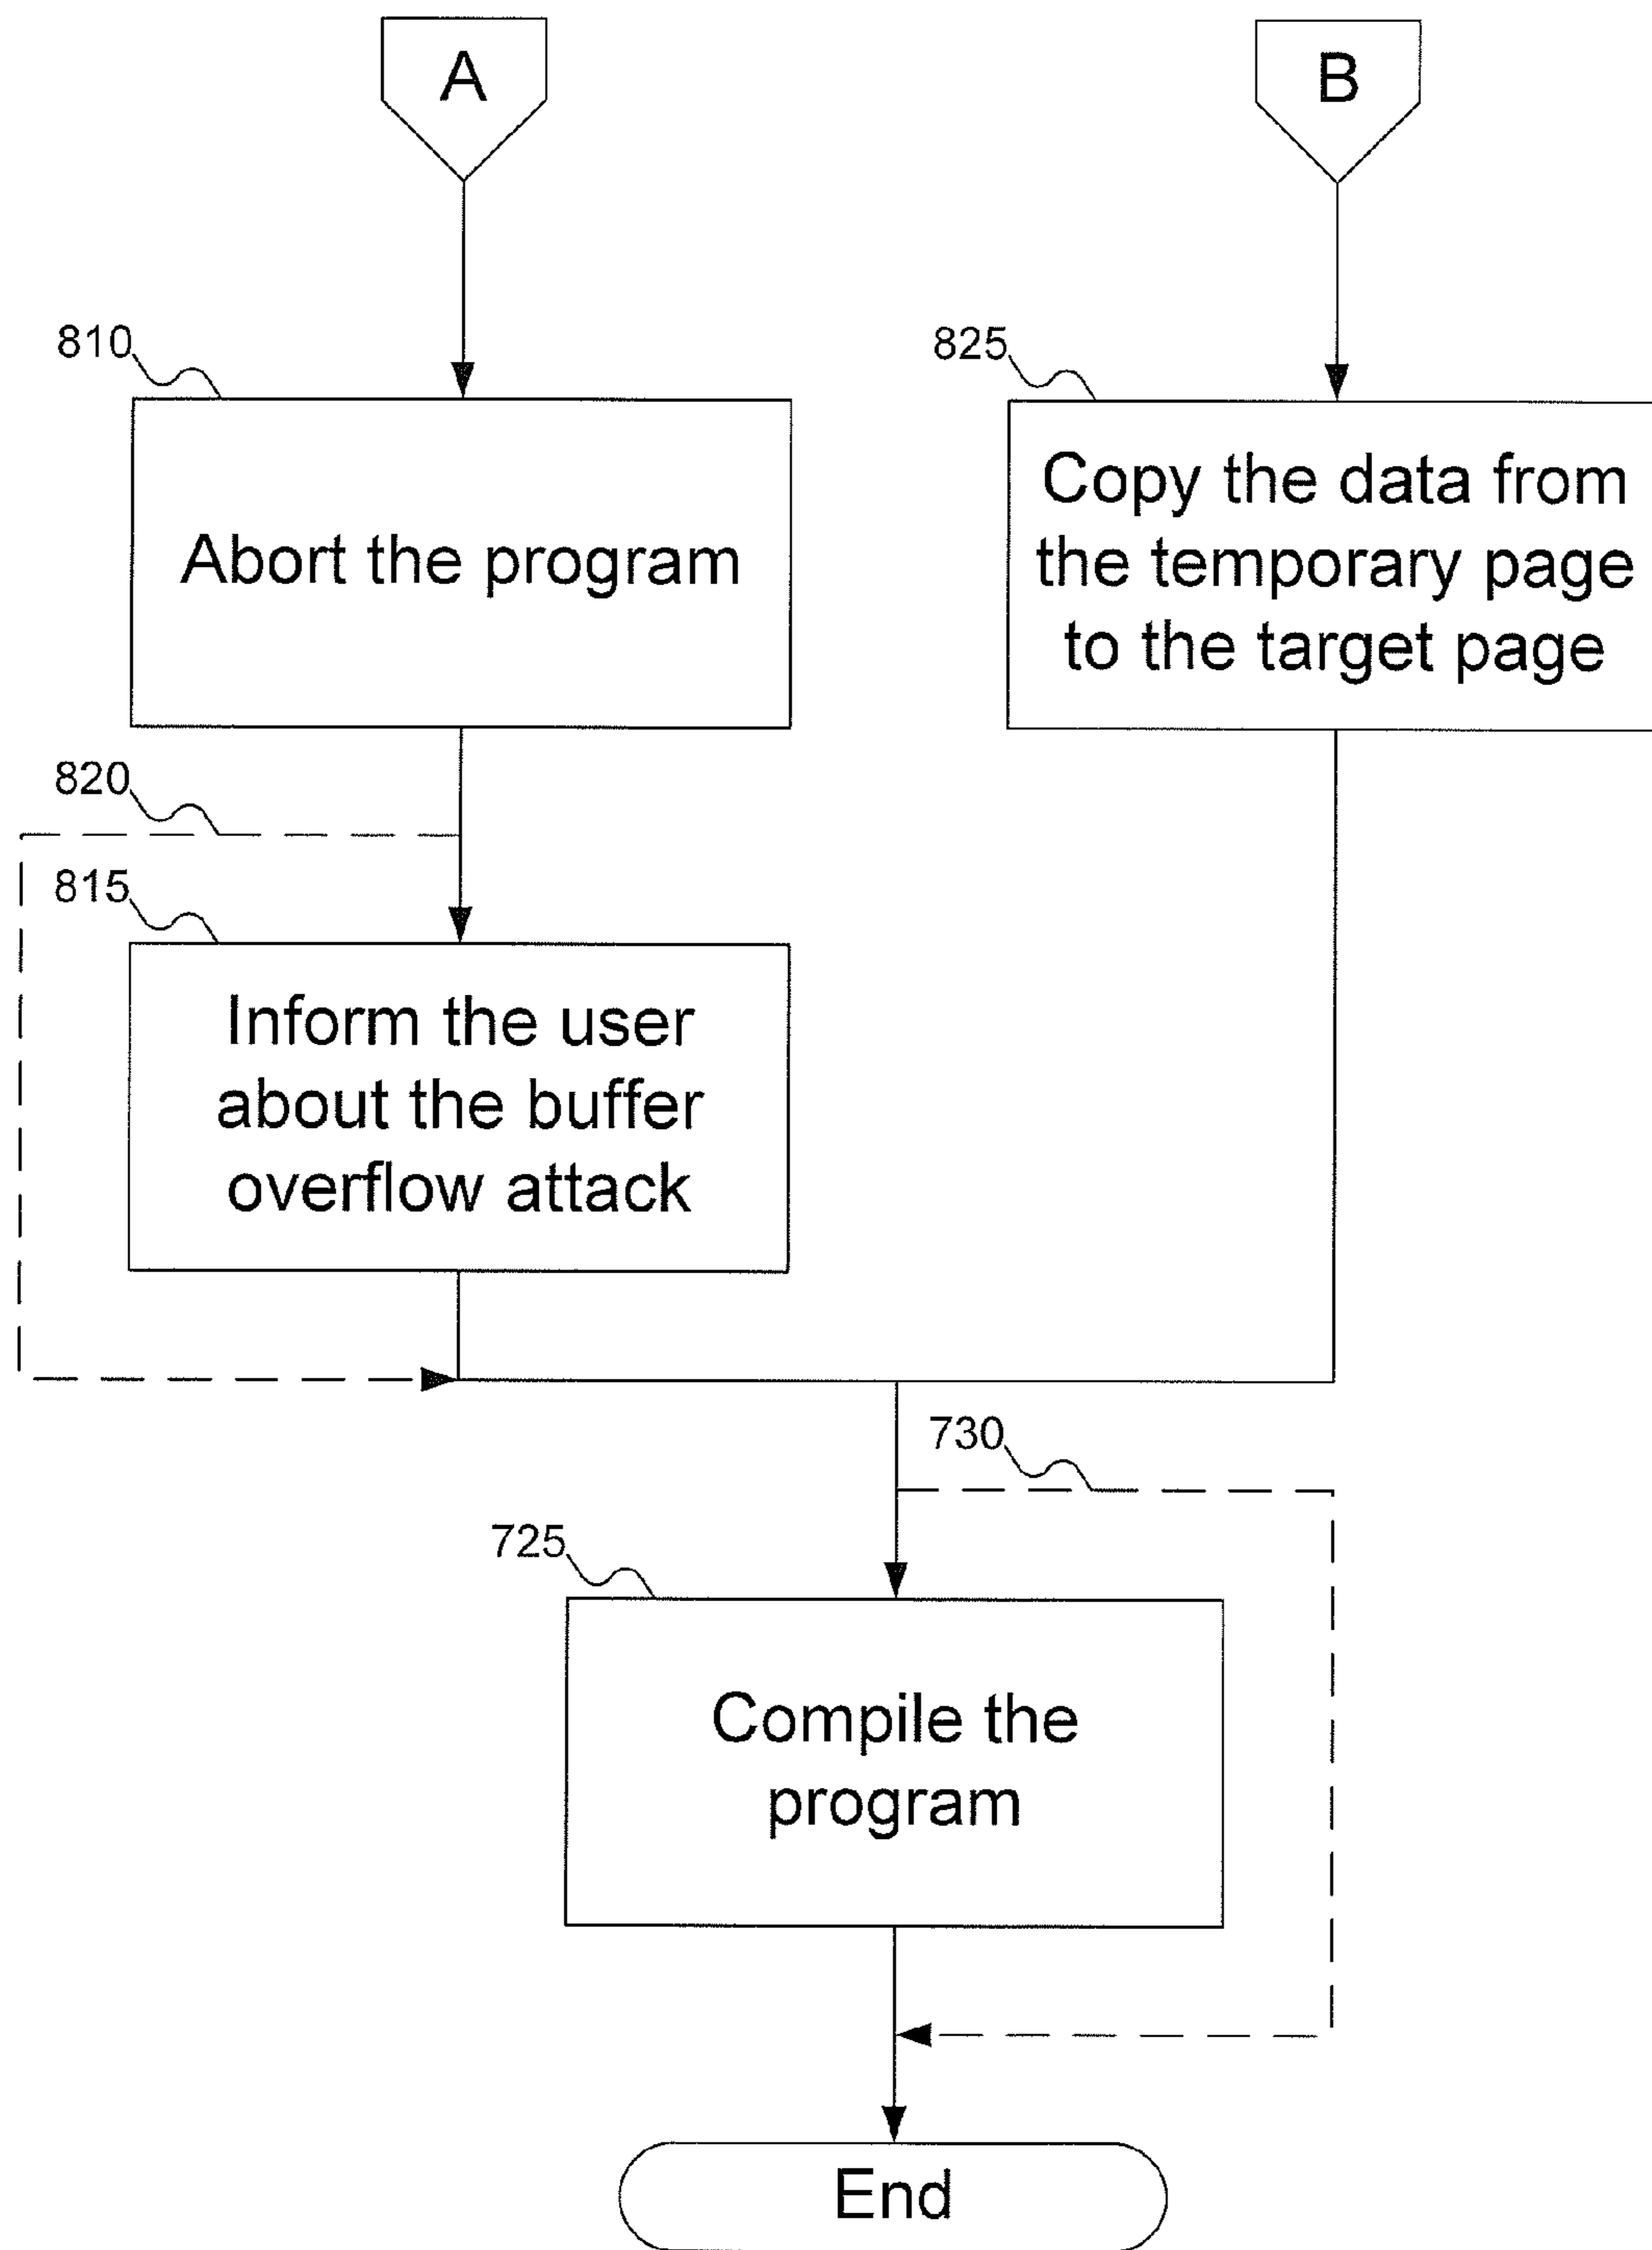 A
B
810
825
Abort the program
Copy the data from
the temporary page
to the target page
820
815
Inform the user
about the buffer
overflow attack
730
725
Compile the
program
End